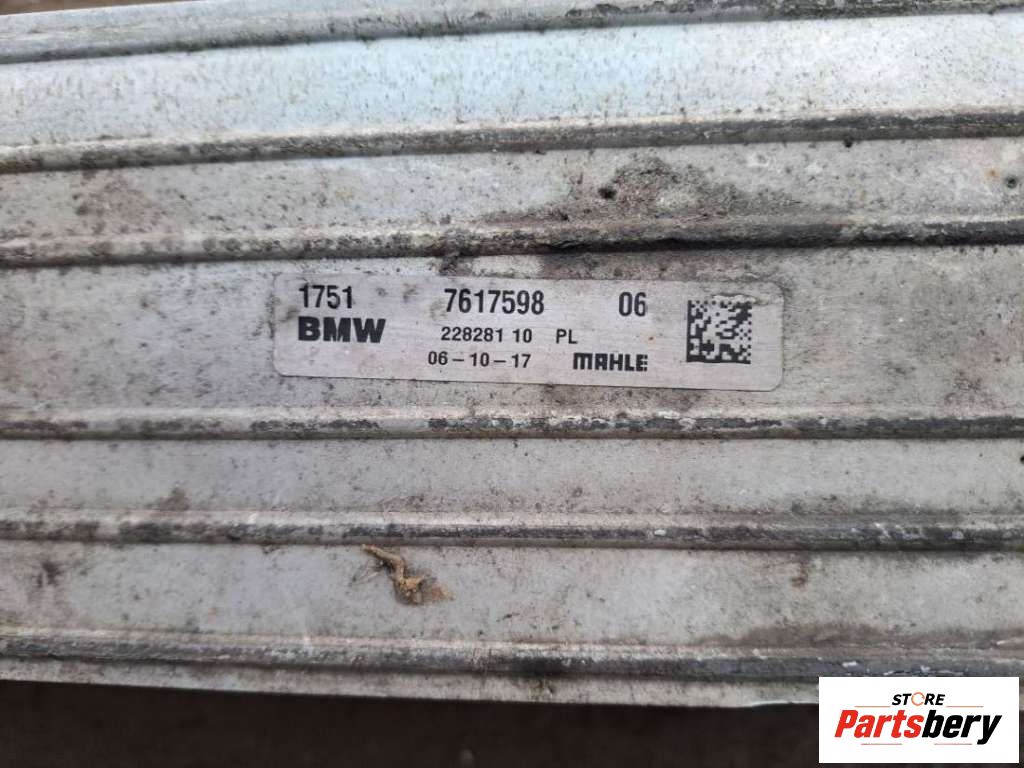 1751 7617598 06
BMW 228281 10 PL
06-10-17 MAHLE
STORE
Partsbery